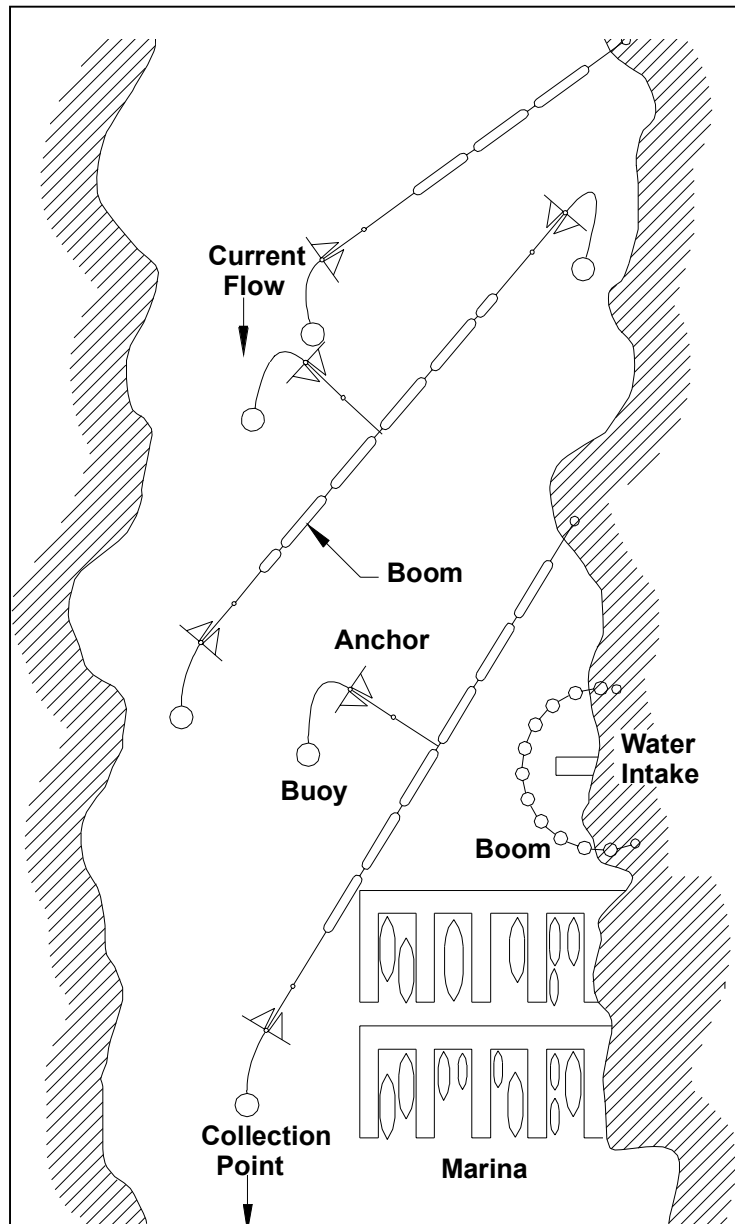 Current
Flow
Boom
Anchor
Water
Intake
Buoy
Boom
Collection
Point
Marina